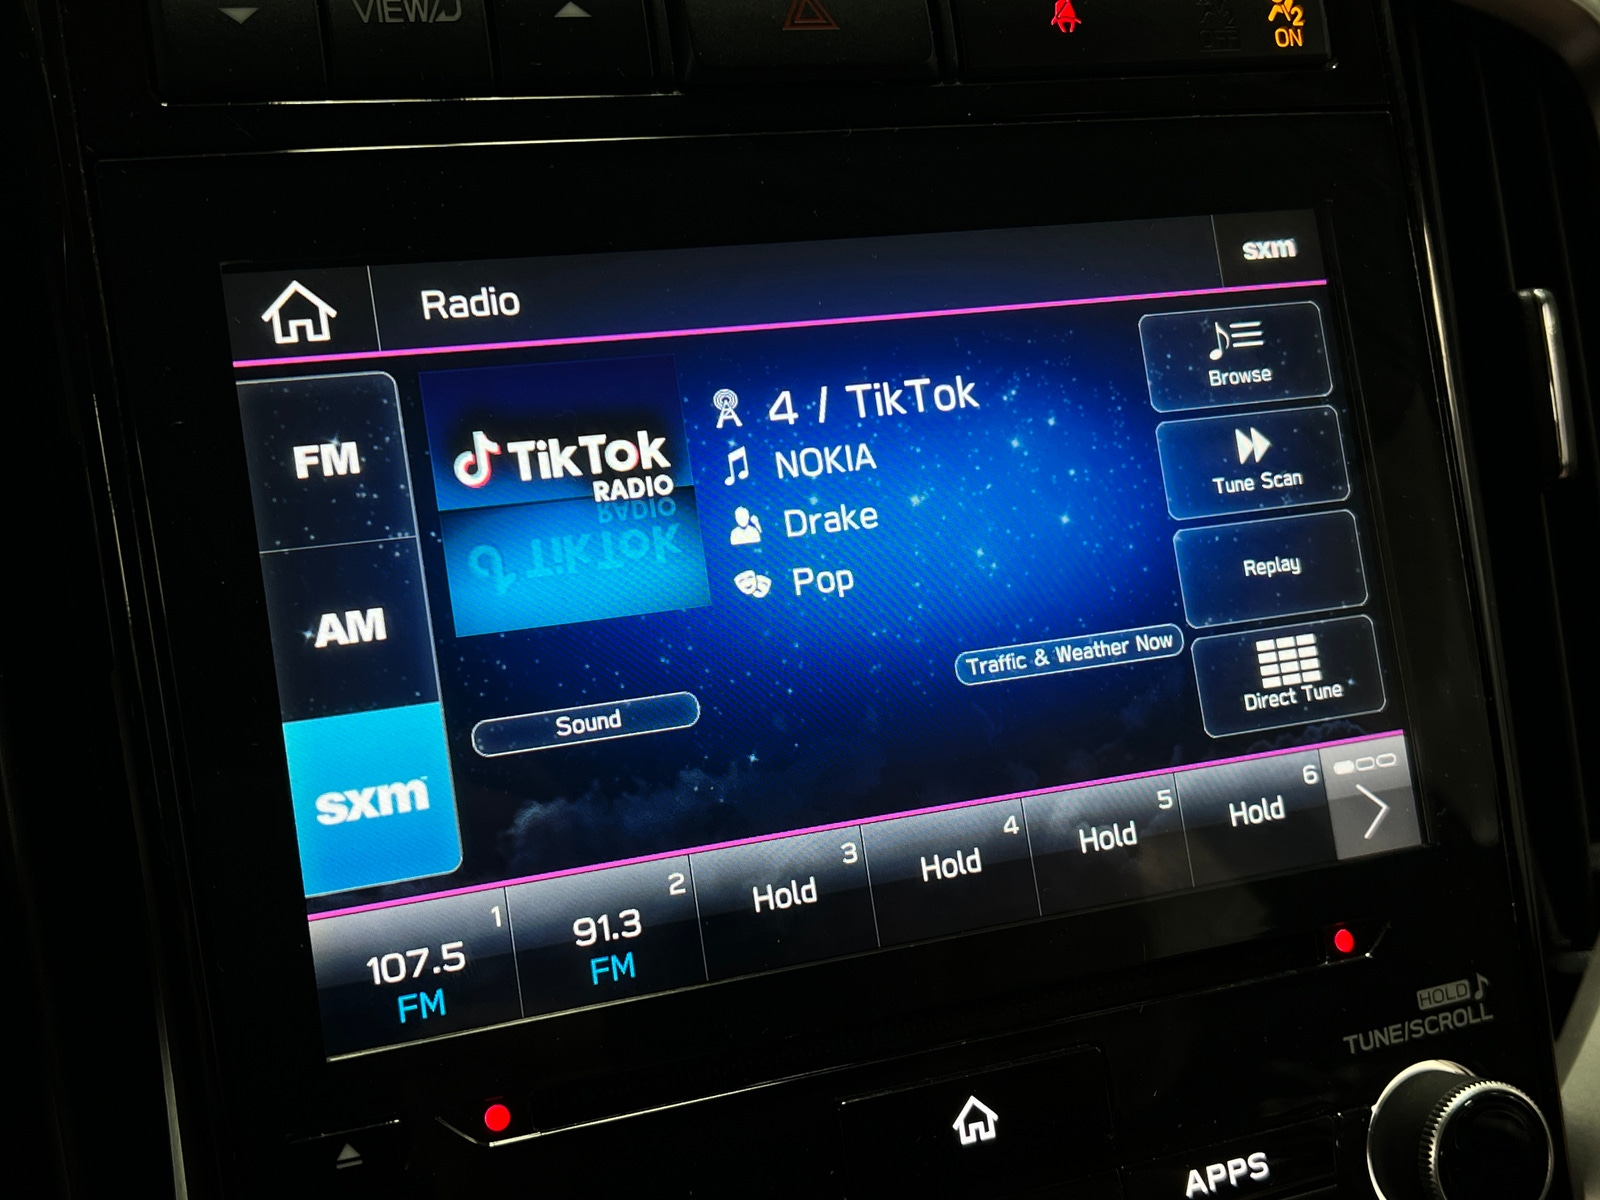 VIEW/
OFF
2
ON
Radio
sxm
FM
AM
sxm
TikTok
RADIO
4 / TikTok
NOKIA
Drake
Pop
Browse
Tune Scan
Replay
Direct Tune
Traffic & Weather Now
Sound
1
107.5
FM
2
91.3
FM
3
Hold
4
Hold
5
Hold
6
Hold
HOLD
TUNE/SCROLL
APPS